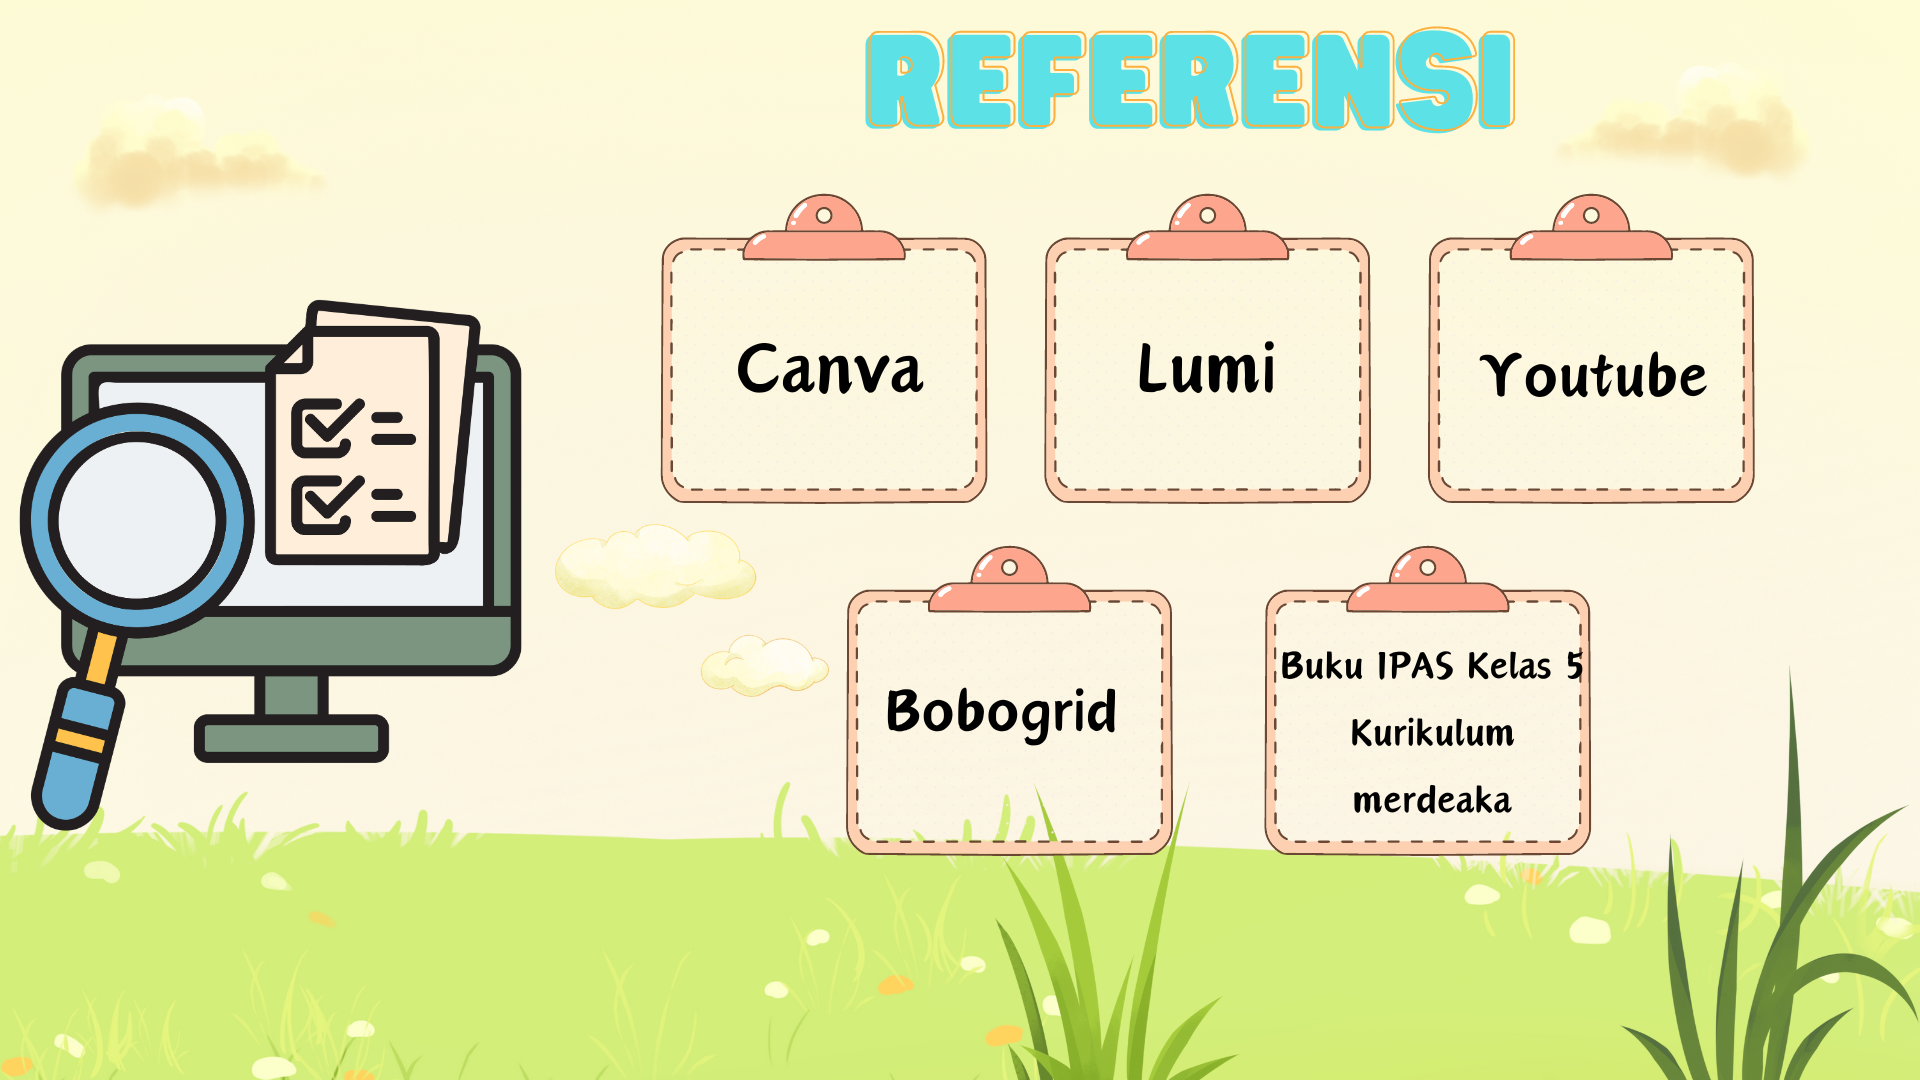 REFERENSI
Canva
Lumi
Youtube
Bobogrid
Buku IPAS Kelas 5
Kurikulum
merdeaka